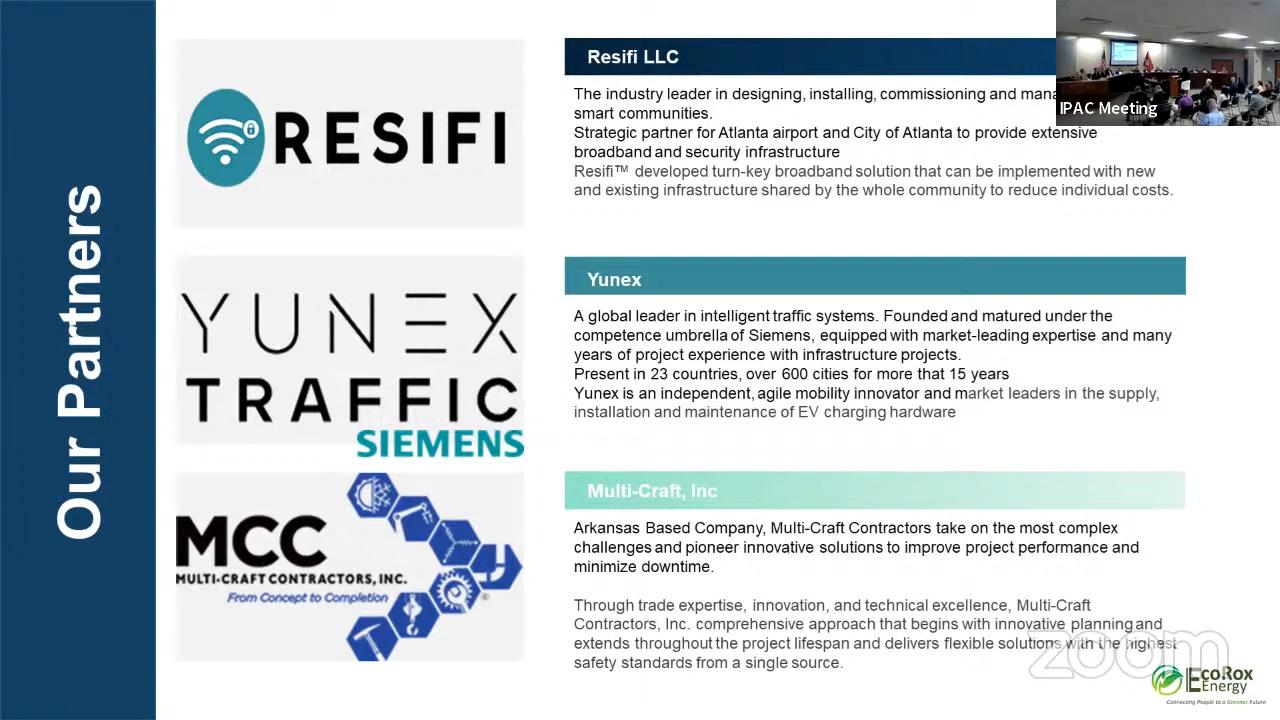 Our Partners
RESIFI
Resifi LLC
The industry leader in designing, installing, commissioning and mana
smart communities.
Strategic partner for Atlanta airport and City of Atlanta to provide extensive
broadband and security infrastructure
Resifi™ developed turn-key broadband solution that can be implemented with new
and existing infrastructure shared by the whole community to reduce individual costs.
IPAC Meeting
YUNEX
TRAFFIC
SIEMENS
Yunex
A global leader in intelligent traffic systems. Founded and matured under the
competence umbrella of Siemens, equipped with market-leading expertise and many
years of project experience with infrastructure projects.
Present in 23 countries, over 600 cities for more that 15 years
Yunex is an independent, agile mobility innovator and market leaders in the supply,
installation and maintenance of EV charging hardware
MCC
MULTI-CRAFT CONTRACTORS, INC.
From Concept to Completion
Multi-Craft, Inc
Arkansas Based Company, Multi-Craft Contractors take on the most complex
challenges and pioneer innovative solutions to improve project performance and
minimize downtime.
Through trade expertise, innovation, and technical excellence, Multi-Craft
Contractors, Inc. comprehensive approach that begins with innovative planning and
extends throughout the project lifespan and delivers flexible solutions with the highest
safety standards from a single source.
zoom
EcoRox
Energy
Connecting People to a Greener Future